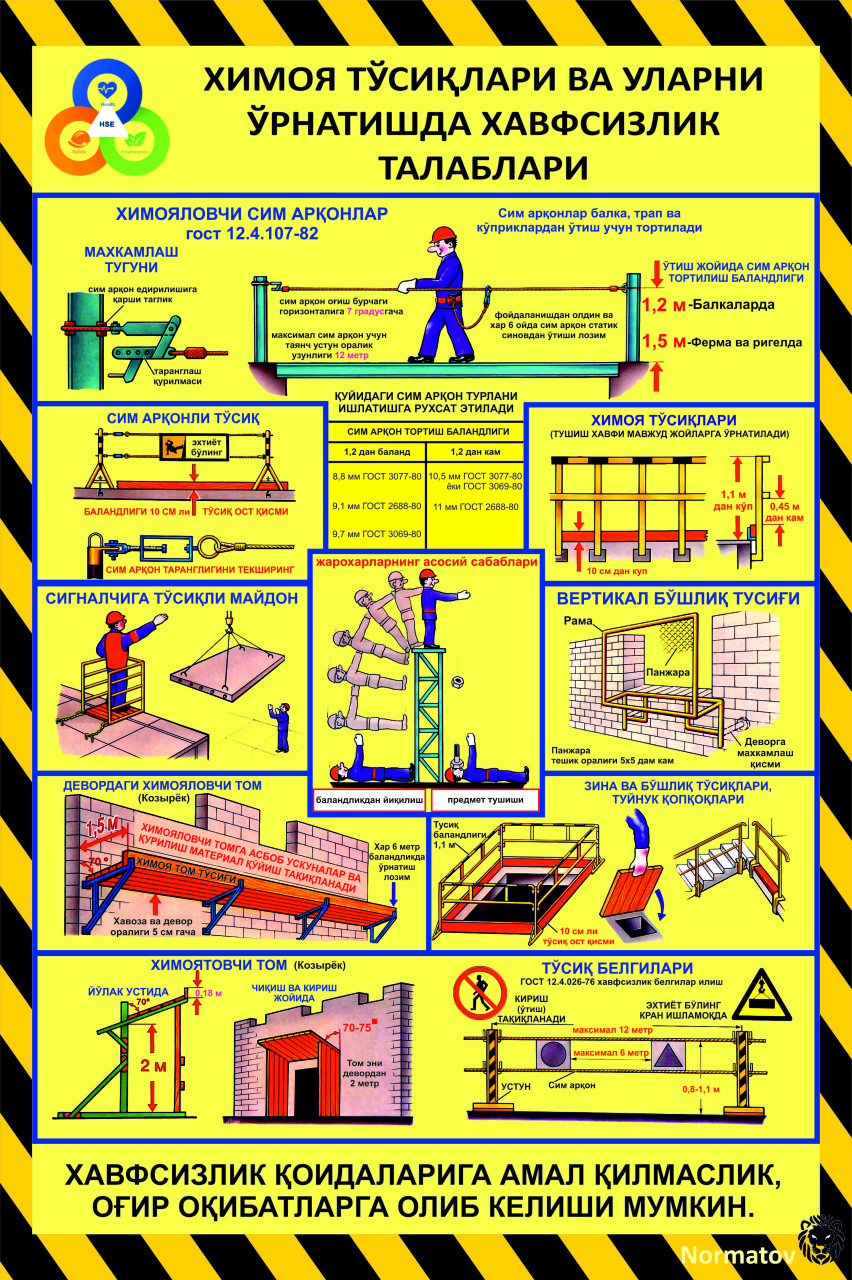 ХИМОЯ ТЎСИҚЛАРИ ВА УЛАРНИ
ЎРНАТИШДА ХАВФСИЗЛИК
ТАЛАБЛАРИ
Health
HSE
Safety
Environment
ХИМОЯЛОВЧИ СИМ АРҚОНЛАР
гост 12.4.107-82
МАХКАМЛАШ
ТУГУНИ
сим арқон едирилишига
қарши таглик
таранглаш
қурилмаси
Сим арқонлар балка, трап ва
кўприклардан ўтиш учун тортилади
сим арқон оғиш бурчаги
горизонталига 7 градусгача
максимал сим арқон учун
таянч устун оралик
узунлиги 12 метр
фойдаланишдан олдин ва
хар 6 ойда сим арқон статик
синовдан ўтиши лозим
ЎТИШ ЖОЙИДА СИМ АРҚОН
ТОРТИЛИШ БАЛАНДЛИГИ
1,2 м -Балкаларда
1,5 м-Ферма ва ригелда
СИМ АРҚОНЛИ ТЎСИҚ
эхтиёт
бўлинг
БАЛАНДЛИГИ 10 СМ ли ТЎСИҚ ОСТ ҚИСМИ
СИМ АРҚОН ТАРАНГЛИГИНИ ТЕКШИРИНГ
ҚУЙИДАГИ СИМ АРҚОН ТУРЛАНИ
ИШЛАТИШГА РУХСАТ ЭТИЛАДИ
СИМ АРҚОН ТОРТИШ БАЛАНДЛИГИ
1,2 дан баланд
1,2 дан кам
8,8 мм ГОСТ 3077-80
10,5 мм ГОСТ 3077-80
ёки ГОСТ 3069-80
9,1 мм ГОСТ 2688-80
11 мм ГОСТ 2688-80
9,7 мм ГОСТ 3069-80
ХИМОЯ ТЎСИҚЛАРИ
(ТУШИШ ХАВФИ МАВЖУД ЖОЙЛАРГА ЎРНАТИЛАДИ)
1,1 м
дан кўп
0,45 м
дан кам
10 см дан куп
жарохарларнинг асосий сабаблари
баландликдан йиқилиш
предмет тушиши
СИГНАЛЧИГА ТЎСИҚЛИ МАЙДОН
ВЕРТИКАЛ БЎШЛИҚ ТУСИҒИ
Рама
Панжара
Панжара
тешик оралиғи 5х5 дам кам
Деворга
махкамлаш
қисми
ДЕВОРДАГИ ХИМОЯЛОВЧИ ТОМ
(Козырёк)
1,5 м
70 °
ХИМОЯЛОВЧИ ТОМГА АСБОБ УСКУНАЛАР ВА
ҚУРИЛИШ МАТЕРИАЛ ҚЎЙИШ ТАҚИҚЛАНАДИ
ХИМОЯ ТОМ ТЎСИҒИ
Хар 6 метр
баландликда
ўрнатиш
лозим
Хавоза ва девор
оралиғи 5 см гача
ЗИНА ВА БЎШЛИҚ ТЎСИҚЛАРИ,
ТУЙНУК ҚОПҚОҚЛАРИ
Тусиқ
баландлиги
1,1 м
10 см ли
тўсиқ ост қисми
ХИМОЯТОВЧИ ТОМ (Козырёк)
ЙЎЛАК УСТИДА
70°
0,18 м
2 м
ЧИҚИШ ВА КИРИШ
ЖОЙИДА
70-75
Том эни
девордан
2 метр
ТЎСИҚ БЕЛГИЛАРИ
ГОСТ 12.4.026-76 хавфсизлик белгилар илиш
КИРИШ
(ўтиш)
ТАҚИҚЛАНАДИ
ЭХТИЁТ БЎЛИНГ
КРАН ИШЛАМОҚДА
максимал 12 метр
максимал 6 метр
УСТУН
Сим арқон
0,8-1,1 м
ХАВФСИЗЛИК ҚОИДАЛАРИГА АМАЛ ҚИЛМАСЛИК,
ОҒИР ОҚИБАТЛАРГА ОЛИБ КЕЛИШИ МУМКИН.
Normatov